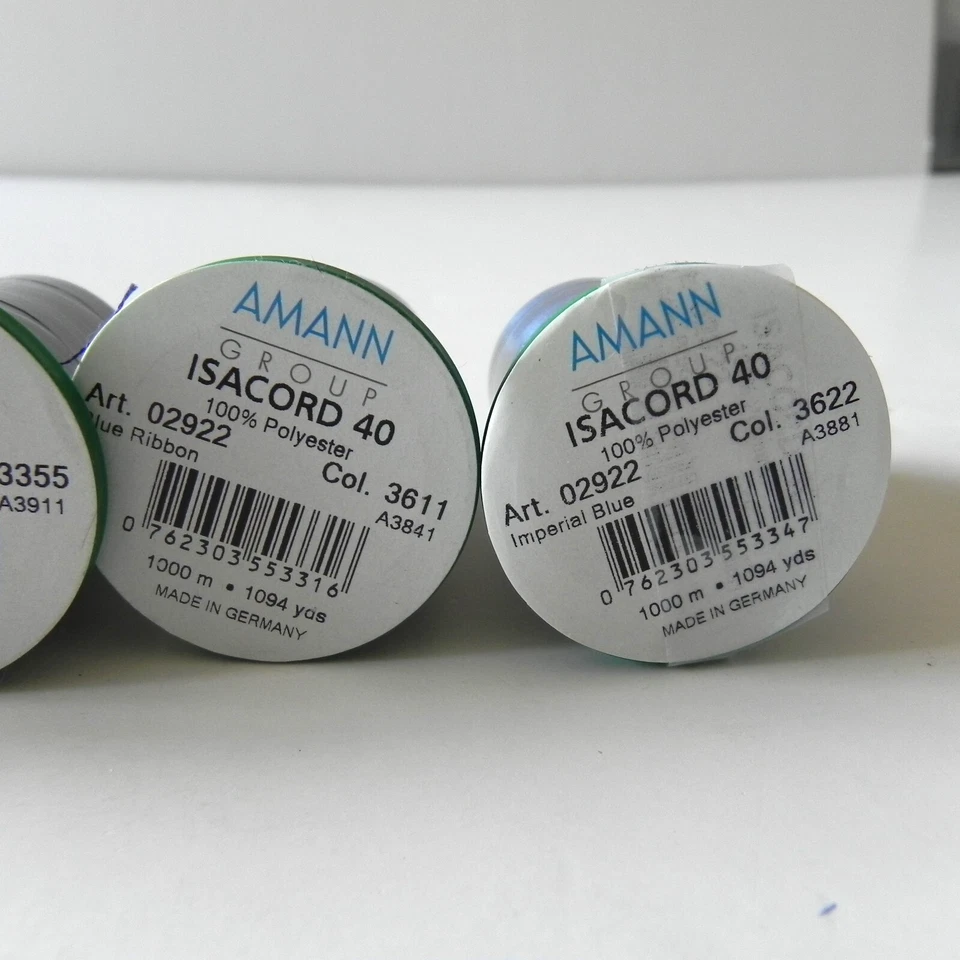 3355
A3911
AMANN
GROUP
ISACORD 40
100% Polyester
Art. 02922
Blue Ribbon
Col. 3611
A3841
0 762303 553316
1000 m • 1094 yds
MADE IN GERMANY
AMANN
GROUP
ISACORD 40
100% Polyester
Col. 3622
A3881
Art. 02922
Imperial Blue
0 762303 553347
1000 m • 1094 yds
MADE IN GERMANY